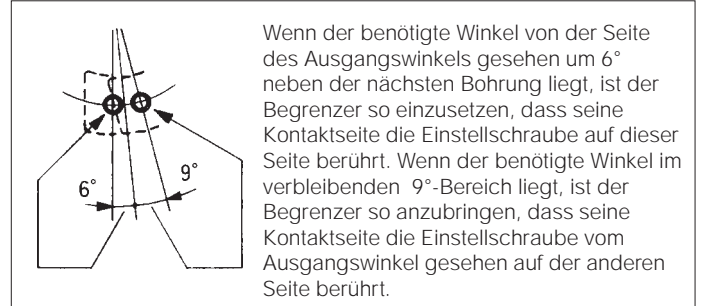 Wenn der benötigte Winkel von der Seite
des Ausgangswinkels gesehen um 6°
neben der nächsten Bohrung liegt, ist der
Begrenzer so einzusetzen, dass seine
Kontaktseite die Einstellschraube auf dieser
Seite berührt. Wenn der benötigte Winkel im
verbleibenden 9°-Bereich liegt, ist der
Begrenzer so anzubringen, dass seine
Kontaktseite die Einstellschraube vom
Ausgangswinkel gesehen auf der anderen
Seite berührt.
6°
9°